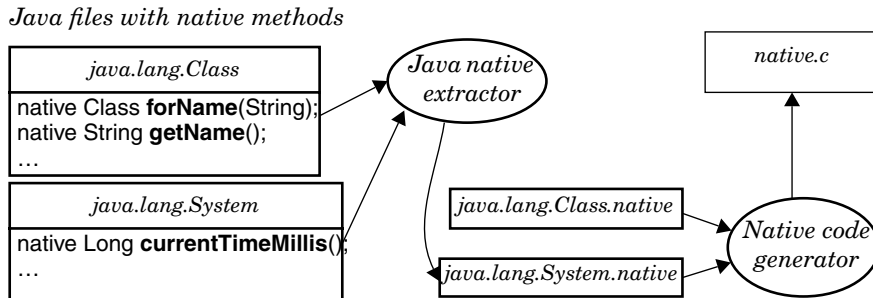 Java files with native methods
java.lang.Class
native Class forName(String);
native String getName();
…
java.lang.System
native Long currentTimeMillis();
…
Java native
extractor
java.lang.Class.native
java.lang.System.native
native.c
Native code
generator